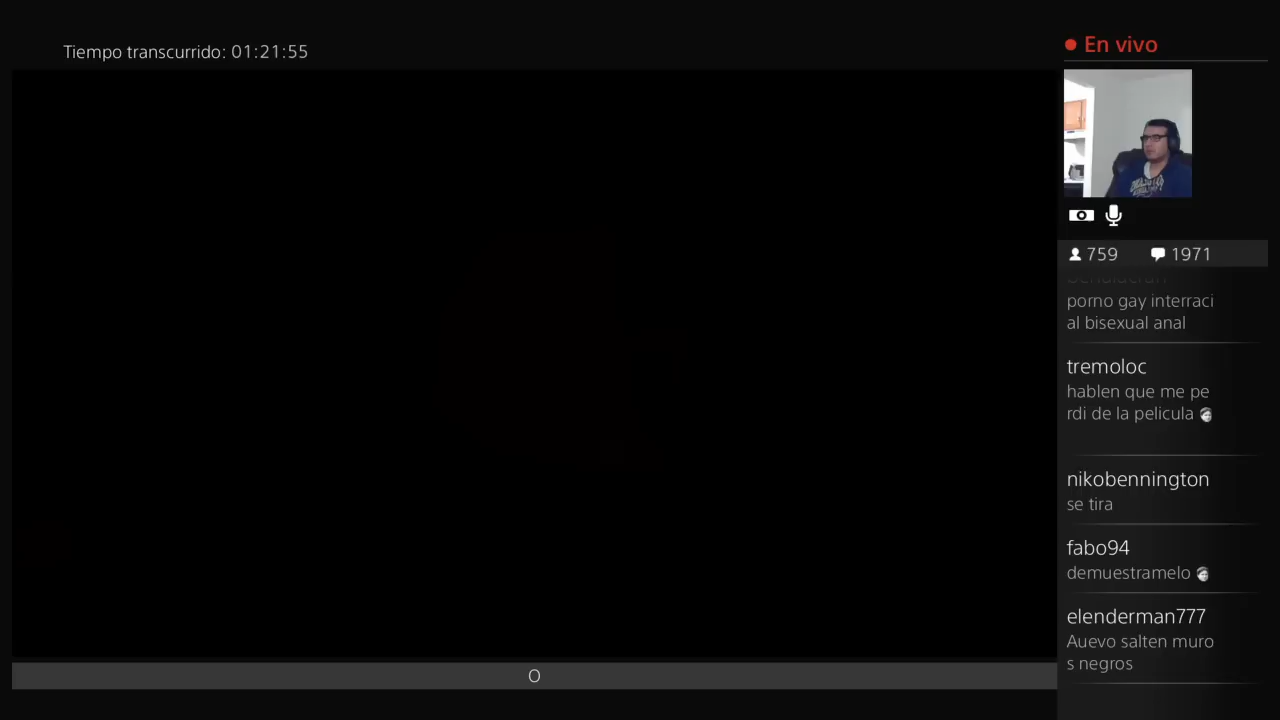 Tiempo transcurrido: 01:21:55
En vivo
759 1971
porno gay interraci
al bisexual anal
tremoloc
hablen que me pe
rdi de la pelicula
nikobennington
se tira
fabo94
demuestramelo
elenderman777
Auevo salten muro
s negros
O